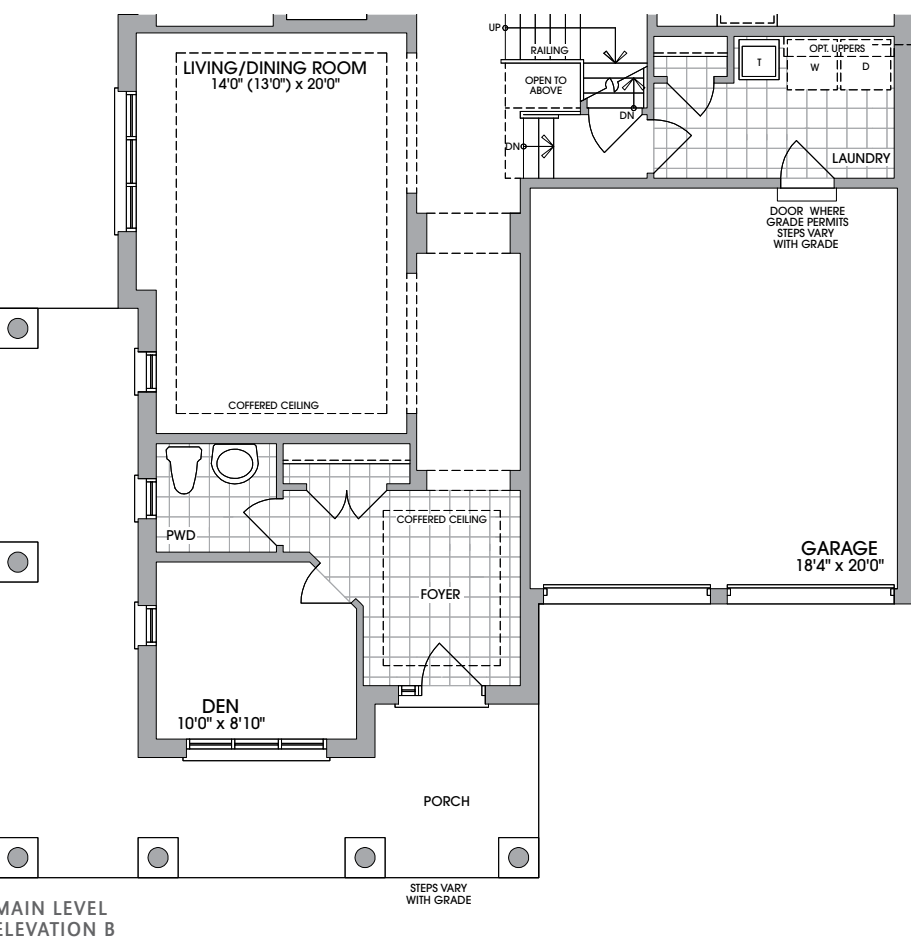 UP
RAILING
OPEN TO
ABOVE
DN
DN
T
OPT. UPPERS
W
D
LAUNDRY
LIVING/DINING ROOM
14'0" (13'0") x 20'0"
COFFERED CEILING
DOOR WHERE
GRADE PERMITS
STEPS VARY
WITH GRADE
PWD
COFFERED CEILING
FOYER
GARAGE
18'4" x 20'0"
DEN
10'0" x 8'10"
PORCH
STEPS VARY
WITH GRADE
MAIN LEVEL
ELEVATION B